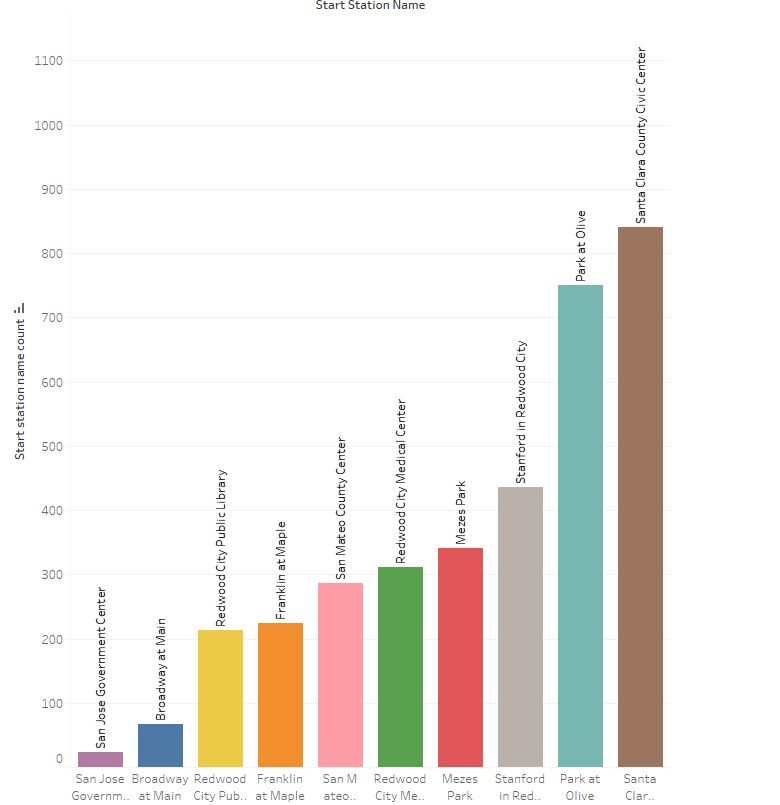 Start Station Name
1100
1000
900
800
700
600
500
400
300
200
100
0
Start station name count
San Jose Government Center
Broadway at Main
Redwood City Public Library
Franklin at Maple
San Mateo County Center
Redwood City Medical Center
Mezes Park
Stanford in Redwood City
Park at Olive
Santa Clara County Civic Center
San Jose
Governm..
Broadway
at Main
Redwood
City Pub..
Franklin
at Maple
San M
ateo..
Redwood
City Me..
Mezes
Park
Stanford
in Red..
Park at
Olive
Santa
Clar..